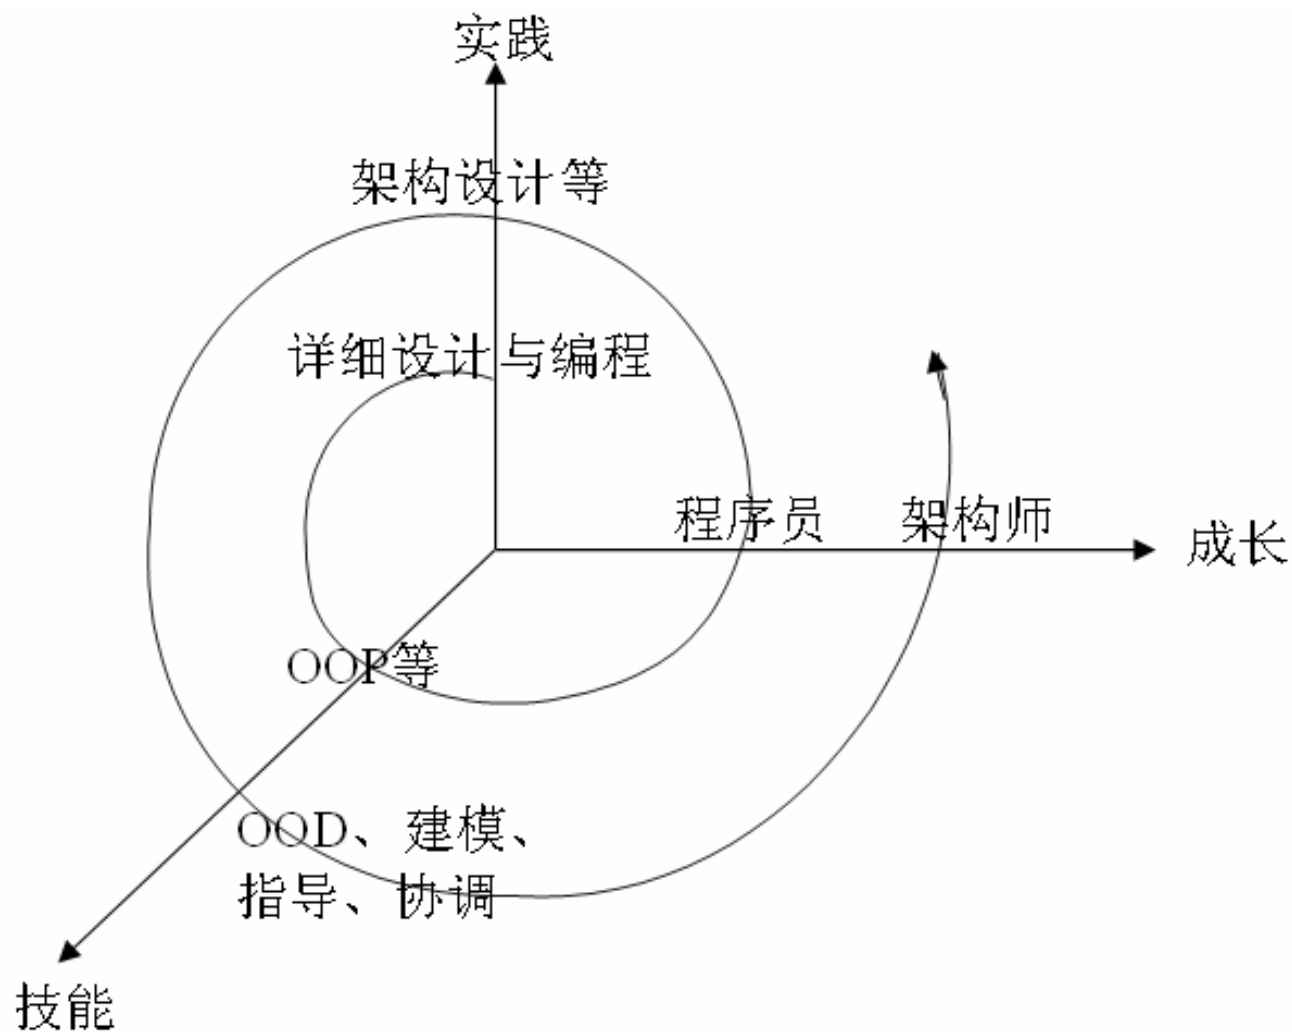 实践
架构设计等
详细设计与编程
程序员
架构师
成长
OOP等
OOD、建模、
指导、协调
技能